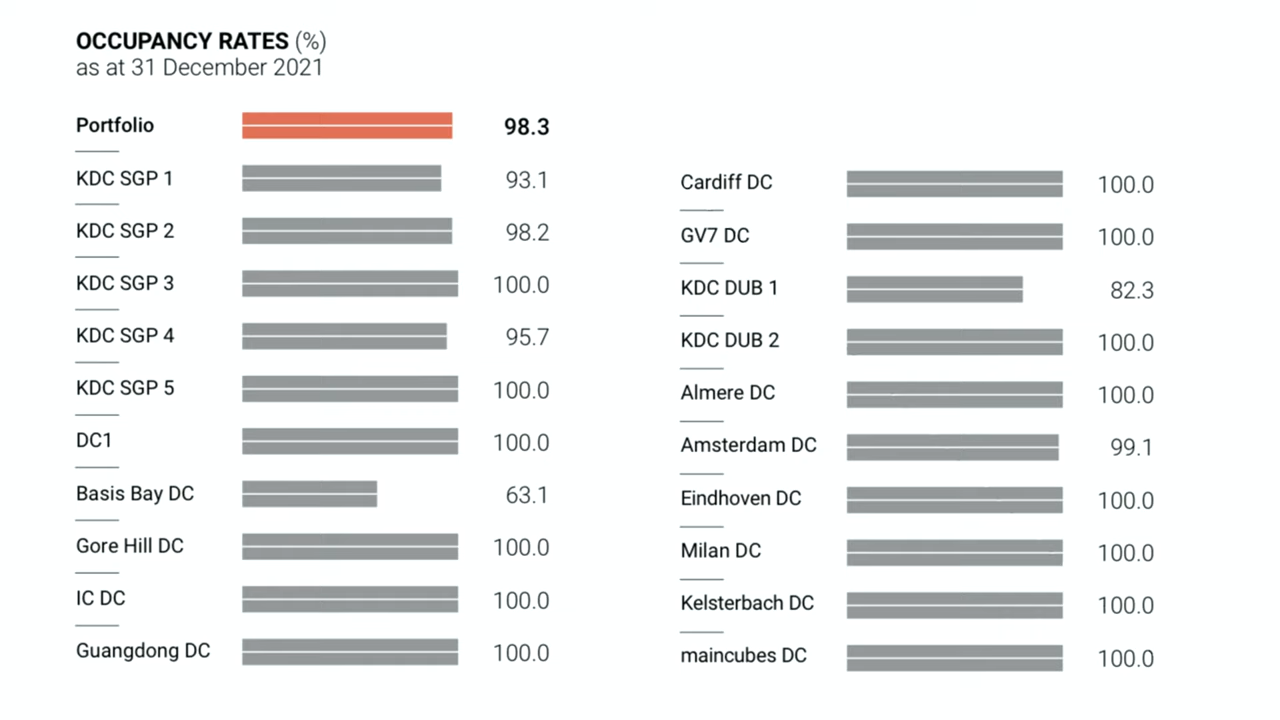 OCCUPANCY RATES (%)
as at 31 December 2021
Portfolio 98.3
KDC SGP 1 93.1
KDC SGP 2 98.2
KDC SGP 3 100.0
KDC SGP 4 95.7
KDC SGP 5 100.0
DC1 100.0
Basis Bay DC 63.1
Gore Hill DC 100.0
IC DC 100.0
Guangdong DC 100.0
Cardiff DC 100.0
GV7 DC 100.0
KDC DUB 1 82.3
KDC DUB 2 100.0
Almere DC 100.0
Amsterdam DC 99.1
Eindhoven DC 100.0
Milan DC 100.0
Kelsterbach DC 100.0
maincubes DC 100.0